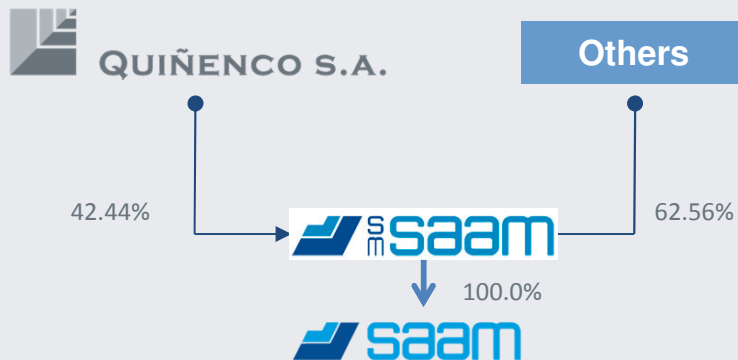 QUIÑENCO S.A.
Others
42.44%
62.56%
SM saam
100.0%
saam